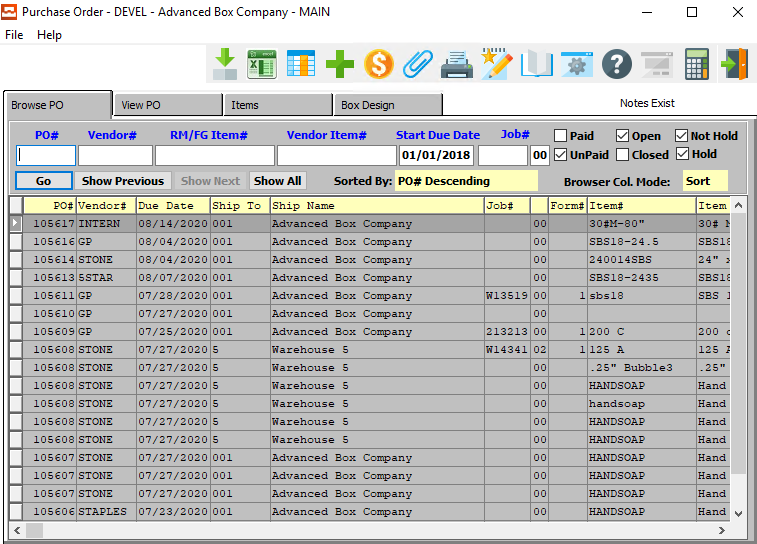 Purchase Order - DEVEL - Advanced Box Company - MAIN
File Help
Browse PO View PO Items Box Design Notes Exist
PO# Vendor# RM/FG Item# Vendor Item# Start Due Date Job# Paid Open Not Hold
01/01/2018 00 UnPaid Closed Hold
Go Show Previous Show Next Show All Sorted By: PO# Descending Browser Col. Mode: Sort
PO# Vendor# Due Date Ship To Ship Name Job# Form# Item# Item
105617 INTERN 08/14/2020 001 Advanced Box Company 00 30#M-80" 30#
105616 GP 08/04/2020 001 Advanced Box Company 00 SBS18-24.5 SBS18
105614 STONE 08/04/2020 001 Advanced Box Company 00 240014SBS 24" x
105613 5STAR 08/07/2020 001 Advanced Box Company 00 SBS18-2435 SBS18
105611 GP 07/28/2020 001 Advanced Box Company W13519 00 1 sbs18 SBS
105610 GP 07/27/2020 001 Advanced Box Company 00
105609 GP 07/25/2020 001 Advanced Box Company 213213 00 1 200 C 200
105608 STONE 07/27/2020 5 Warehouse 5 W14341 02 1 125 A 125
105608 STONE 07/27/2020 5 Warehouse 5 00 .25" Bubble3 .25"
105608 STONE 07/27/2020 5 Warehouse 5 00 HANDSOAP Hand
105608 STONE 07/27/2020 5 Warehouse 5 00 handsoap Hand
105608 STONE 07/27/2020 5 Warehouse 5 00 HANDSOAP Hand
105608 STONE 07/27/2020 5 Warehouse 5 00 HANDSOAP Hand
105607 STONE 07/27/2020 001 Advanced Box Company 00 HANDSOAP Hand
105607 STONE 07/27/2020 001 Advanced Box Company 00 HANDSOAP Hand
105607 STONE 07/27/2020 001 Advanced Box Company 00 HANDSOAP Hand
105606 STAPLES 07/23/2020 001 Advanced Box Company 00 HANDSOAP Hand